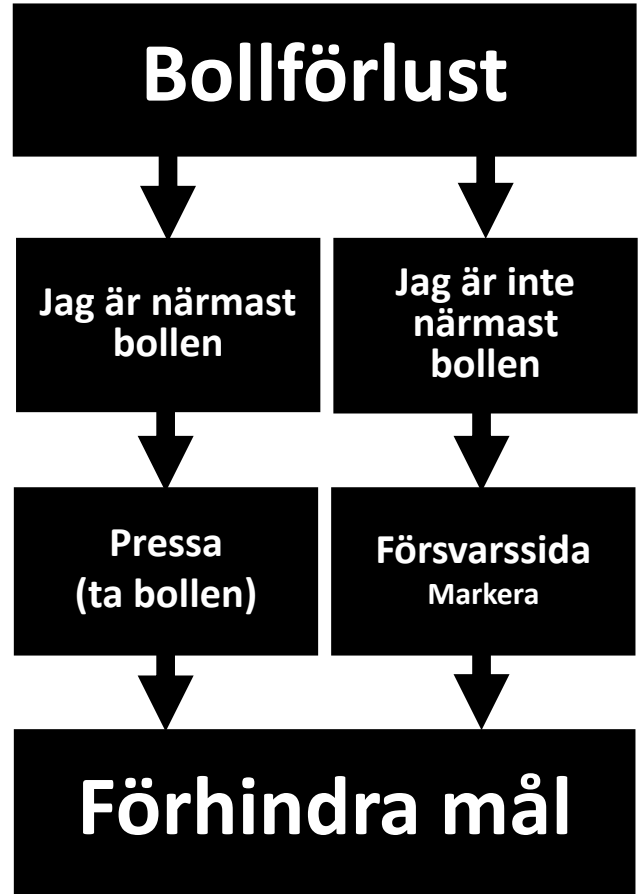 Bollförlust
Jag är närmast
bollen
Jag är inte
närmast
bollen
Pressa
(ta bollen)
Försvarssida
Markera
Förhindra mål